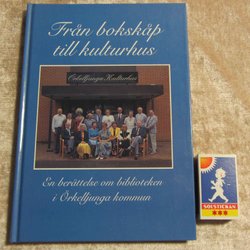 Från bokskåp
till kulturhus
Örkelljunga Kulturhus
En berättelse om biblioteken
i Örkelljunga kommun
SOLSTICKAN